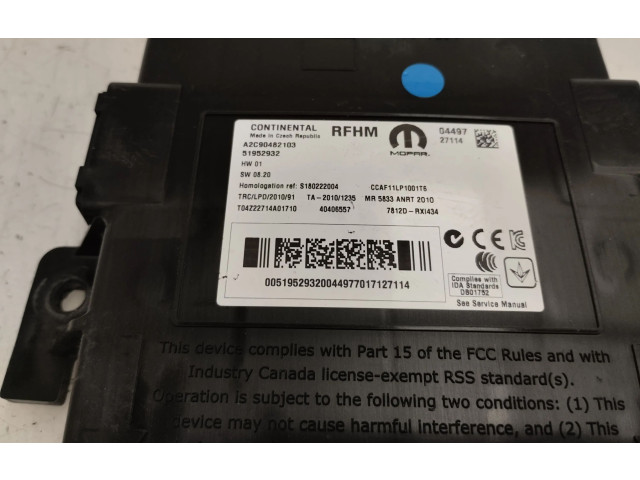 CONTINENTAL RFHM 04497
Made in Czech Republic MOPAR 27114
A2C90482103
51952932
HW 01
SW 08.20
Homologation ref: S180222004 CCAF11LP1001T6
TRC/LPD/2010/91 TA-2010/1235 MR 5833 ANRT 2010
T04Z22714A01710 40406557 7812D-RXI434
Complies with
IDA Standards
DB01752
See Service Manual
0051952932004497701712​7114
This device complies with Part 15 of the FCC Rules and with
Industry Canada license-exempt RSS standard(s).
Operation is subject to the following two conditions: (1) This
device may not cause harmful interference, and (2) This